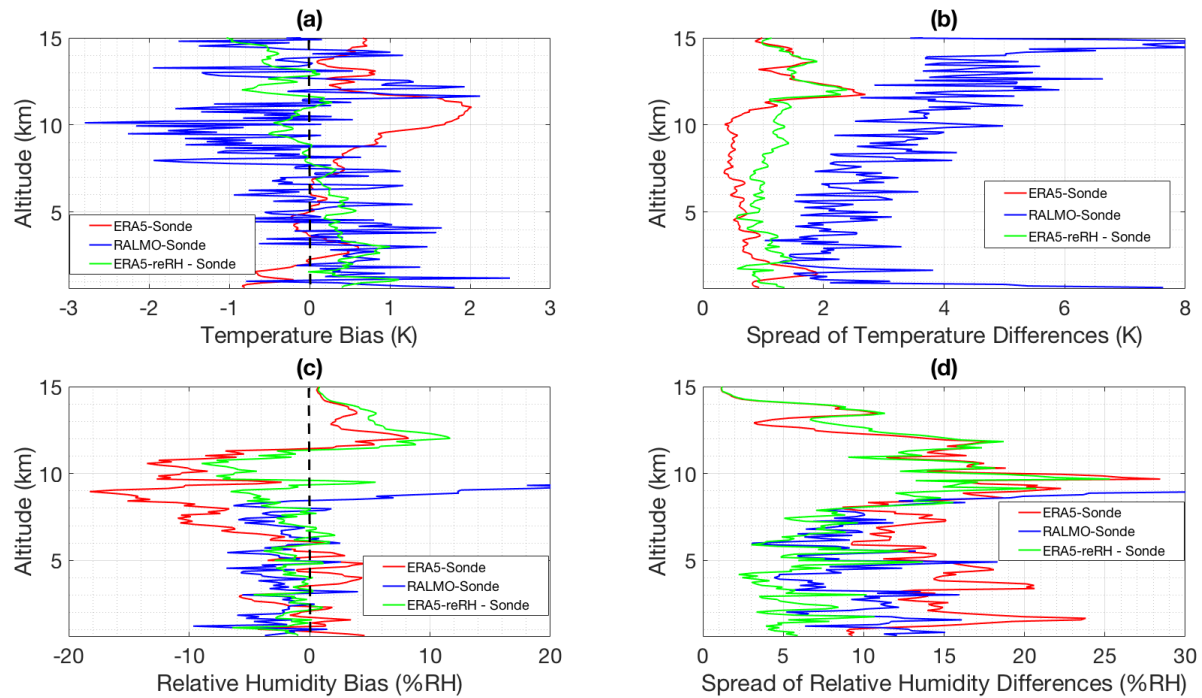 (a)
15
10
5
Altitude (km)
-3 -2 -1 0 1 2 3
Temperature Bias (K)
ERA5-Sonde
RALMO-Sonde
ERA5-reRH - Sonde
(b)
15
10
5
Altitude (km)
0 2 4 6 8
Spread of Temperature Differences (K)
ERA5-Sonde
RALMO-Sonde
ERA5-reRH - Sonde
(c)
15
10
5
Altitude (km)
-20 -10 0 10 20
Relative Humidity Bias (%RH)
ERA5-Sonde
RALMO-Sonde
ERA5-reRH - Sonde
(d)
15
10
5
Altitude (km)
0 5 10 15 20 25 30
Spread of Relative Humidity Differences (%RH)
ERA5-Sonde
RALMO-Sonde
ERA5-reRH - Sonde